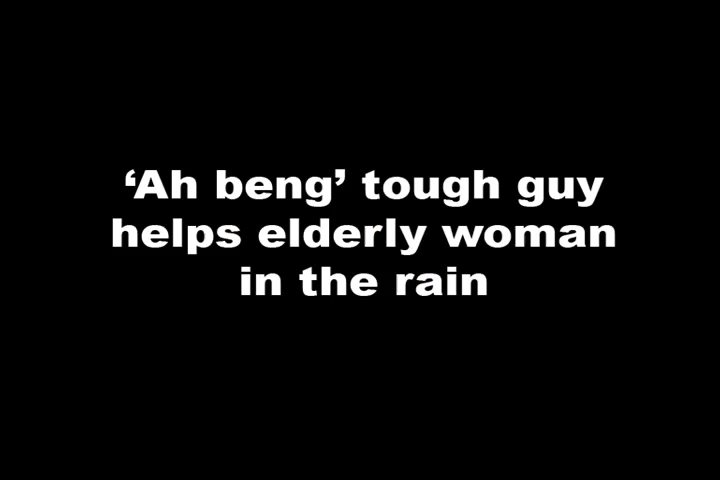 ‘Ah beng’ tough guy
helps elderly woman
in the rain